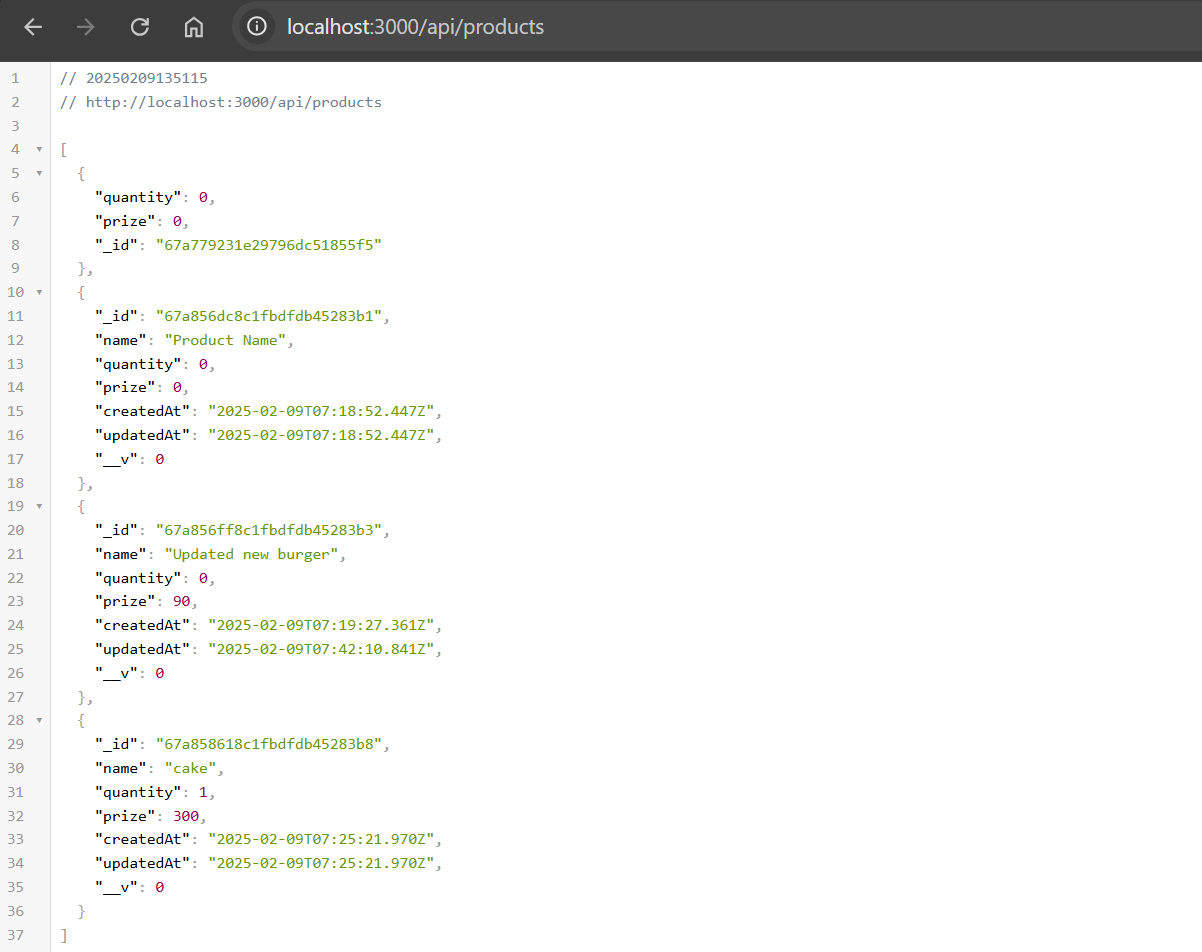 localhost:3000/api/products
1 // 20250209135115
2 // http://localhost:3000/api/products
3
4 [
5 {
6 "quantity": 0,
7 "prize": 0,
8 "_id": "67a779231e29796dc51855f5"
9 },
10 {
11 "_id": "67a856dc8c1fbdfdb45283b1",
12 "name": "Product Name",
13 "quantity": 0,
14 "prize": 0,
15 "createdAt": "2025-02-09T07:18:52.447Z",
16 "updatedAt": "2025-02-09T07:18:52.447Z",
17 "__v": 0
18 },
19 {
20 "_id": "67a856ff8c1fbdfdb45283b3",
21 "name": "Updated new burger",
22 "quantity": 0,
23 "prize": 90,
24 "createdAt": "2025-02-09T07:19:27.361Z",
25 "updatedAt": "2025-02-09T07:42:10.841Z",
26 "__v": 0
27 },
28 {
29 "_id": "67a858618c1fbdfdb45283b8",
30 "name": "cake",
31 "quantity": 1,
32 "prize": 300,
33 "createdAt": "2025-02-09T07:25:21.970Z",
34 "updatedAt": "2025-02-09T07:25:21.970Z",
35 "__v": 0
36 }
37 ]